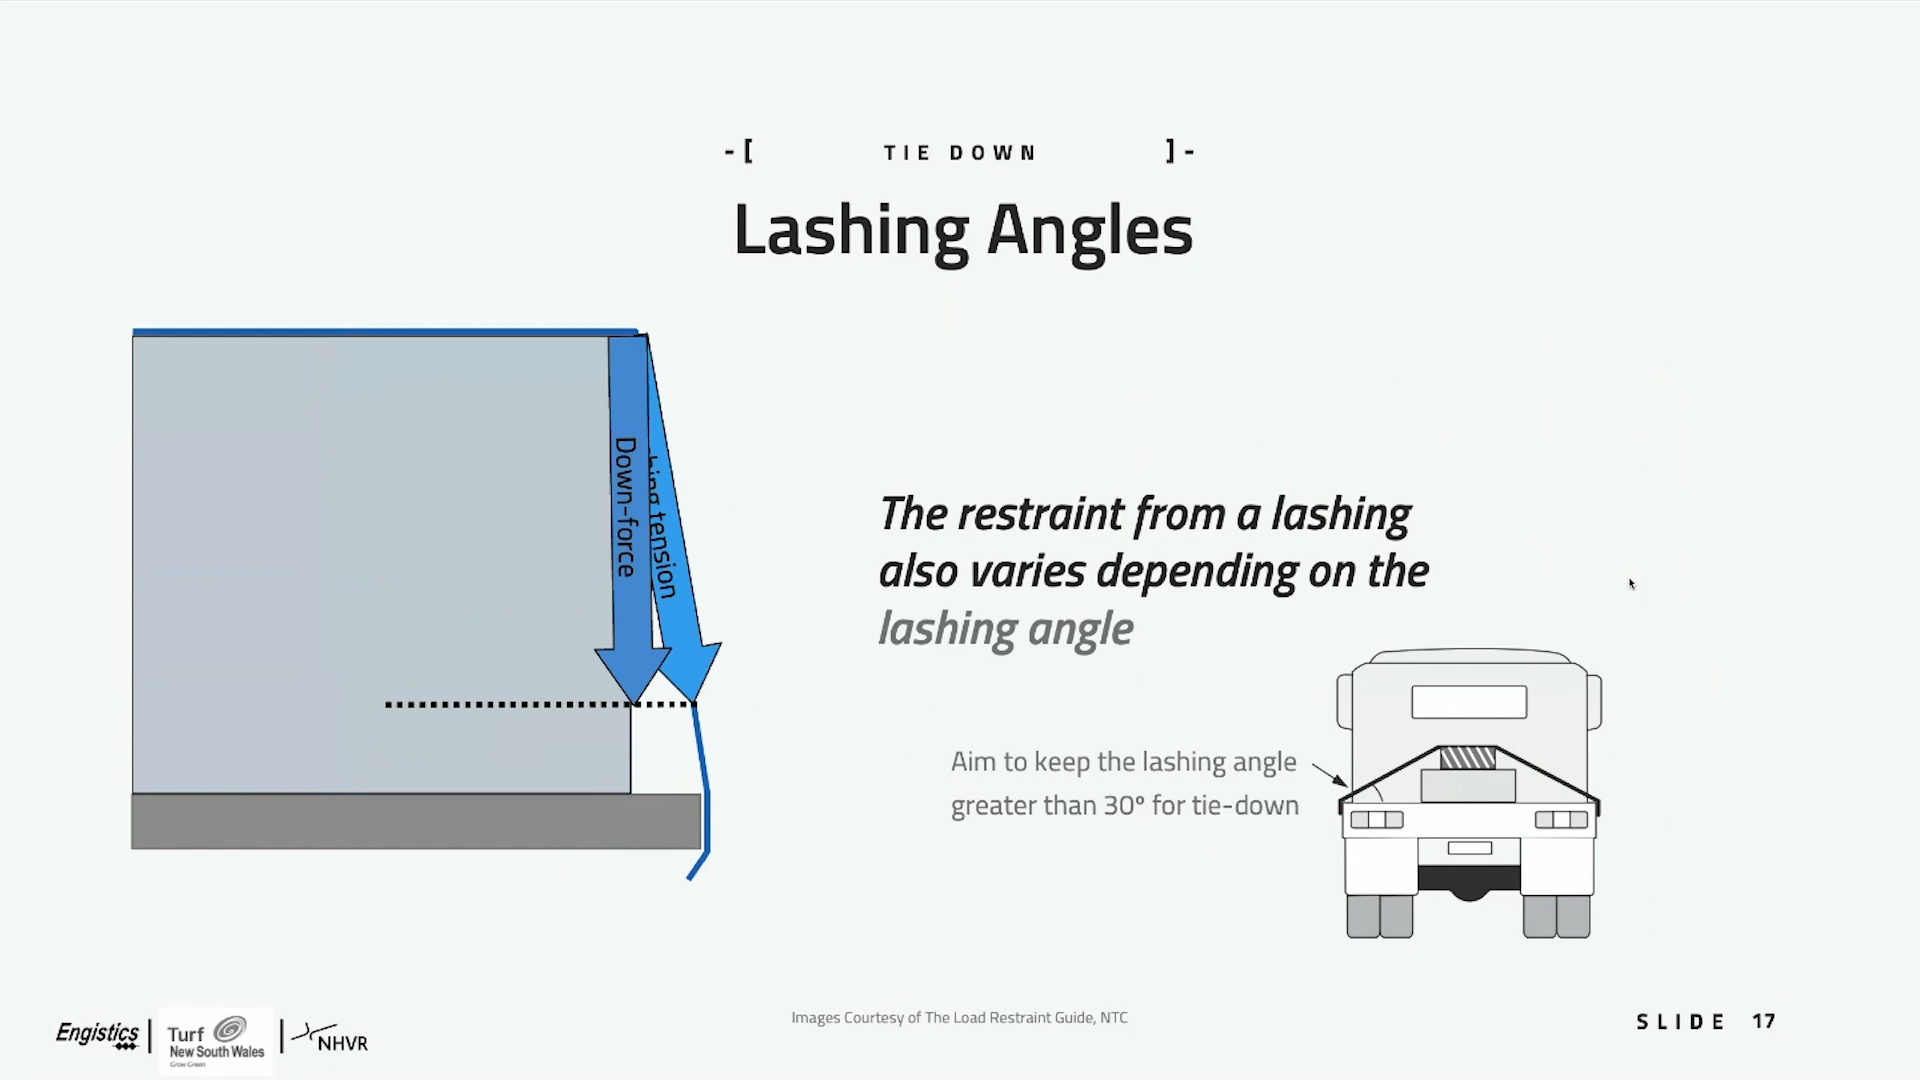 -[ TIE DOWN ]-
Lashing Angles
Down-force
tension
The restraint from a lashing
also varies depending on the
lashing angle
Aim to keep the lashing angle
greater than 30° for tie-down
Images Courtesy of The Load Restraint Guide, NTC
Engistics
Turf
New South Wales
Grow Green
NHVR
SLIDE 17